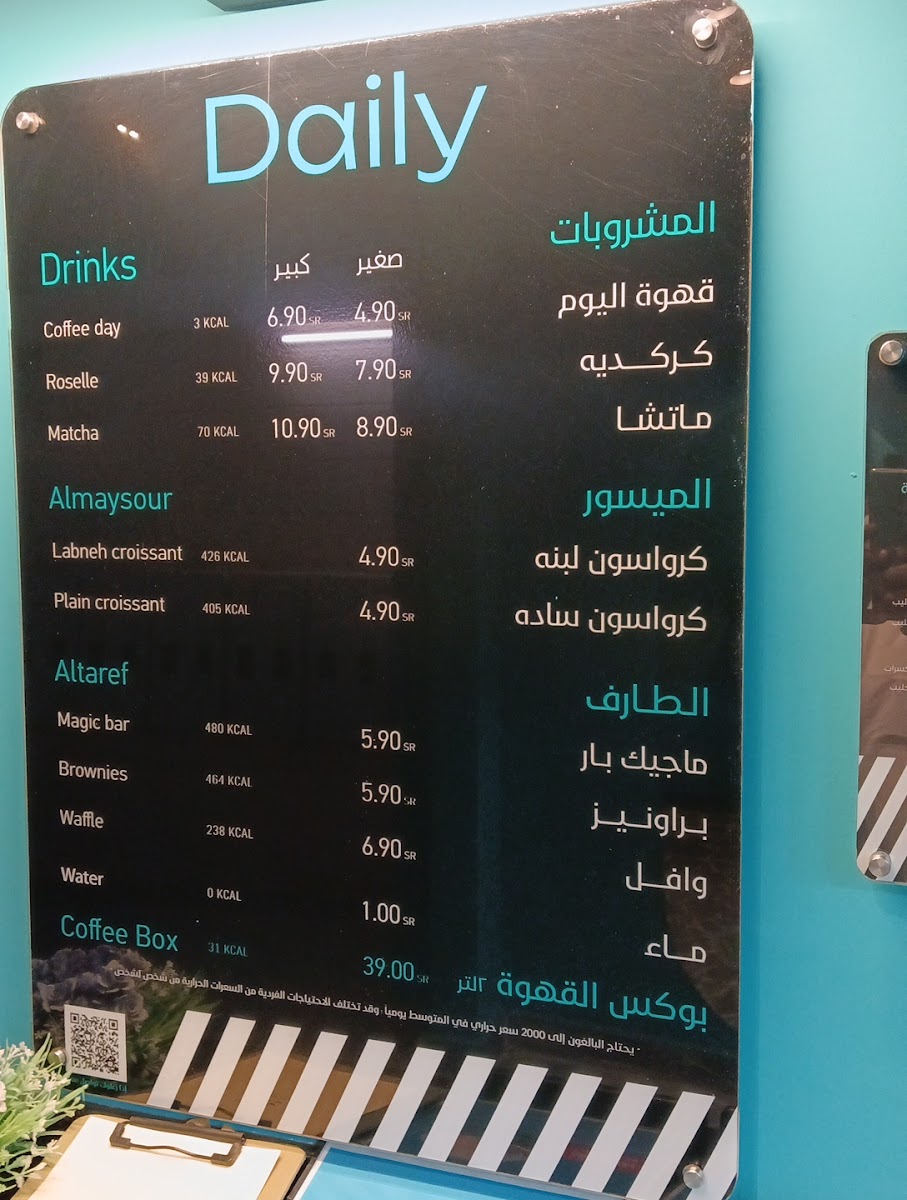 Daily
المشروبات
Drinks كبير صغير
Coffee day 3 KCAL 6.90 SR 4.90 SR قهوة اليوم
Roselle 39 KCAL 9.90 SR 7.90 SR كركديه
Matcha 70 KCAL 10.90 SR 8.90 SR ماتشا
Almaysour الميسور
Labneh croissant 426 KCAL 4.90 SR كرواسون لبنه
Plain croissant 405 KCAL 4.90 SR كرواسون ساده
Altaref الطارف
Magic bar 480 KCAL 5.90 SR ماجيك بار
Brownies 464 KCAL 5.90 SR براونيز
Waffle 238 KCAL 6.90 SR وافل
Water 0 KCAL 1.00 SR ماء
Coffee Box 31 KCAL 39.00 SR بوكس القهوة ٢لتر
يحتاج البالغون إلى 2000 سعر حراري في المتوسط يومياً، وقد تختلف الاحتياجات الفردية من السعرات الحرارية من شخص لشخص